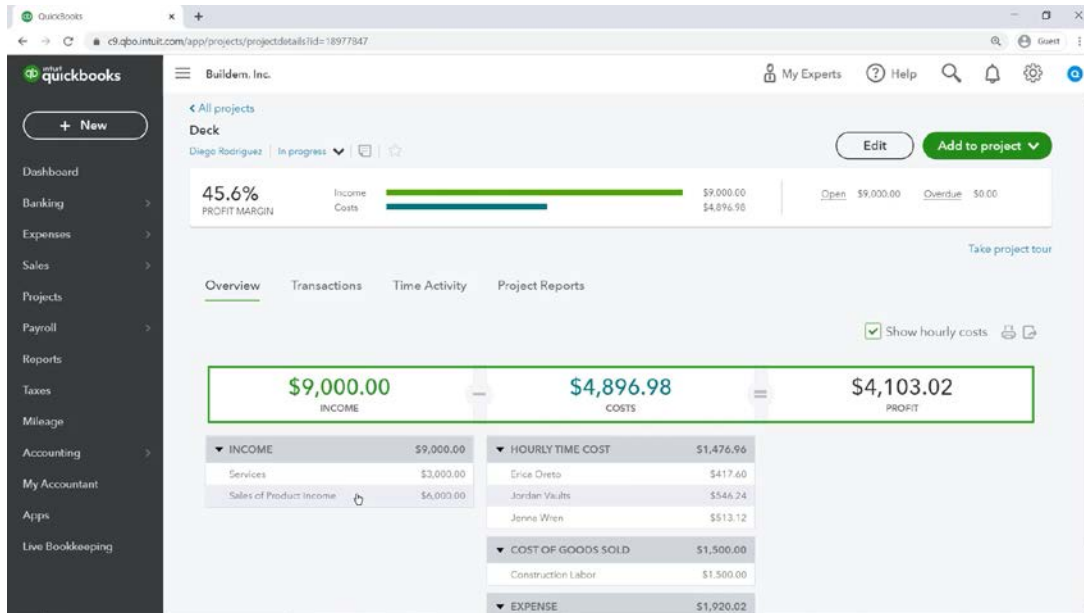 QuickBooks
c9.qbo.intuit.com/app/projects/projectdetails?id=18977847
Guest
intuit quickbooks
Buildem, Inc.
My Experts
Help
+ New
Dashboard
Banking
Expenses
Sales
Projects
Payroll
Reports
Taxes
Mileage
Accounting
My Accountant
Apps
Live Bookkeeping
All projects
Deck
Diego Rodriguez | In progress
Edit
Add to project
45.6%
PROFIT MARGIN
Income $9,000.00
Costs $4,896.98
Open $9,000.00 Overdue $0.00
Take project tour
Overview Transactions Time Activity Project Reports
Show hourly costs
$9,000.00 - $4,896.98 = $4,103.02
INCOME COSTS PROFIT
INCOME $9,000.00
Services $3,000.00
Sales of Product Income $6,000.00
HOURLY TIME COST $1,476.96
Erica Oreto $417.60
Jordan Vaults $546.24
Jenna Wren $513.12
COST OF GOODS SOLD $1,500.00
Construction Labor $1,500.00
EXPENSE $1,920.02